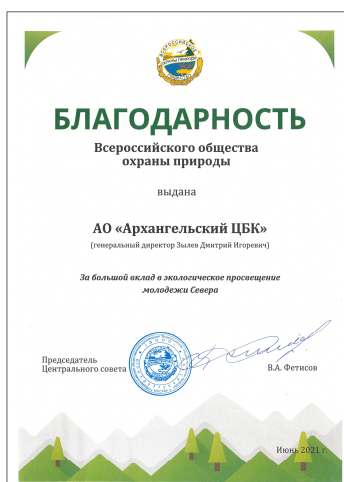 БЛАГОДАРНОСТЬ
Всероссийского общества
охраны природы
выдана
АО «Архангельский ЦБК»
(генеральный директор Зылев Дмитрий Игоревич)
За большой вклад в экологическое просвещение
молодежи Севера
Председатель
Центрального совета
В.А. Фетисов
Июнь 2021 г.